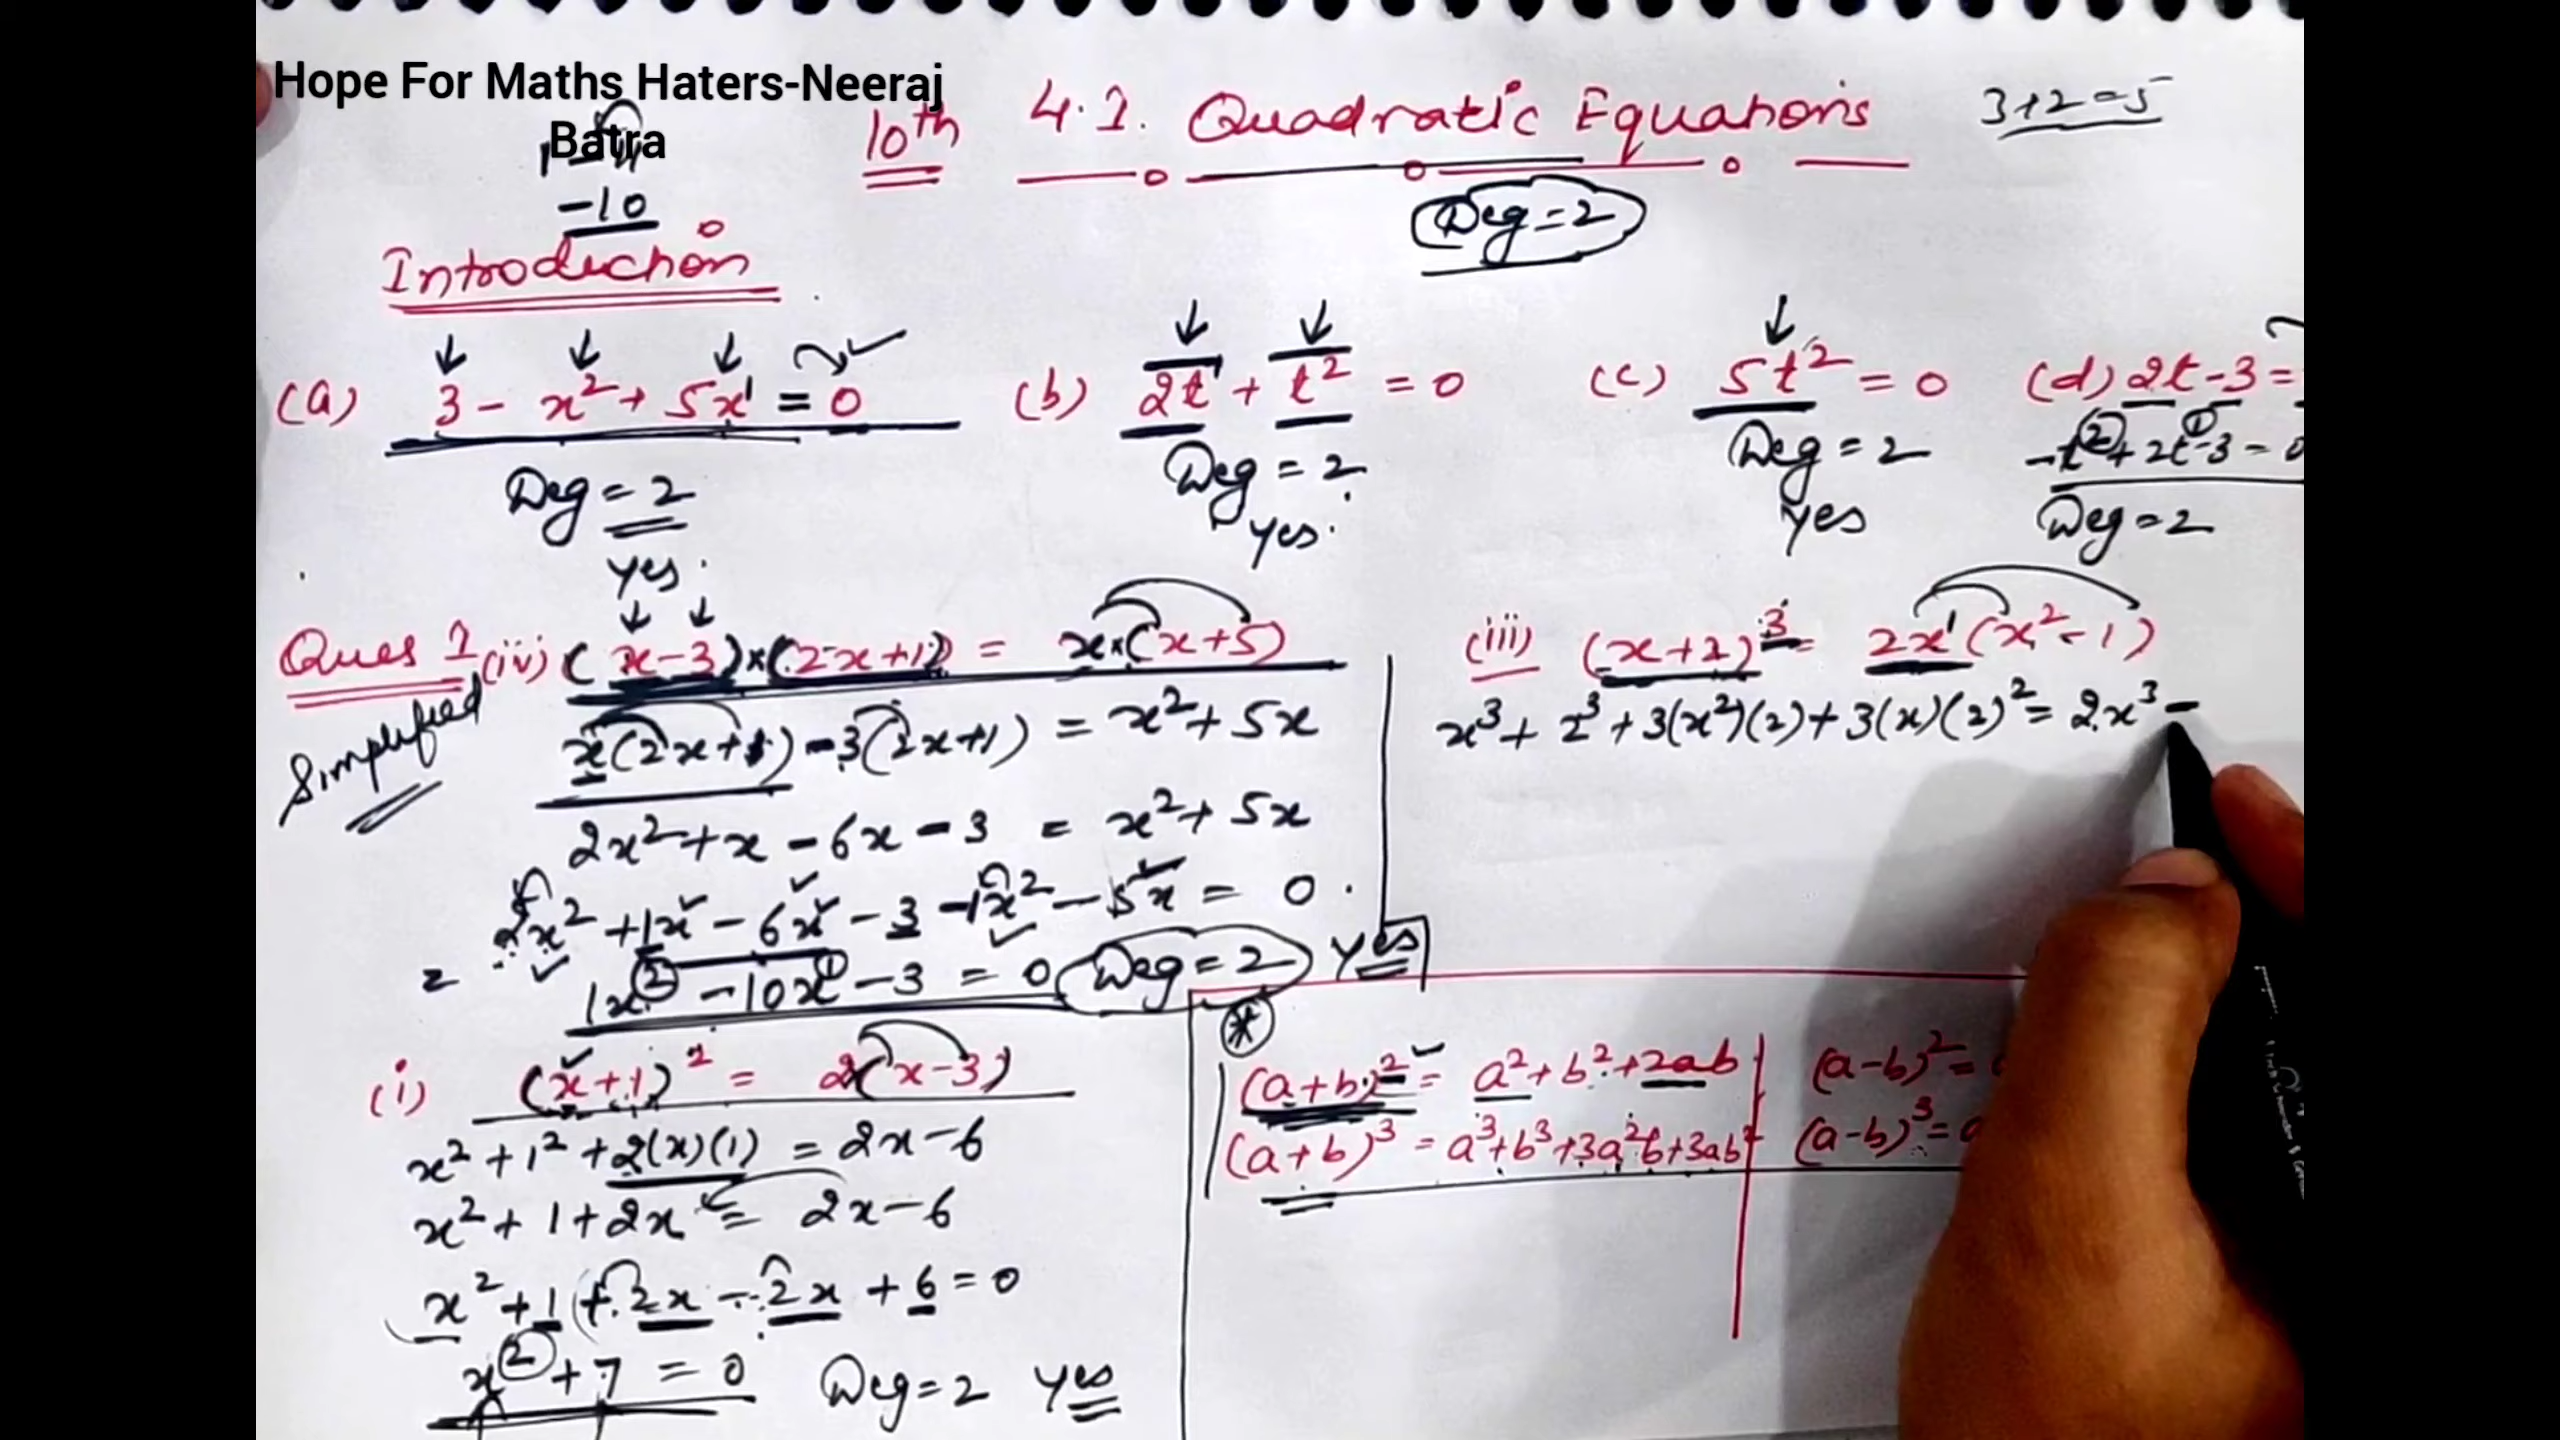 Hope For Maths Haters-Neeraj
Batra
10th 4.1. Quadratic Equations 3+2=5
-10
Deg=2
Introduction
(a) 3 - x² + 5x¹ = 0 (b) 2t¹ + t² = 0 (c) 5t² = 0 (d) 2t-3=
-t²+2t-3=0
Deg=2 Deg=2 Deg=2 Deg=2
yes. yes. yes
Ques 1 (iv) (x-3)×(2x+1) = x×(x+5)
Simplified
x(2x+1)-3(2x+1) = x²+5x
2x²+x-6x-3 = x²+5x
2x²+1x-6x-3-1x²-5x = 0.
= 1x²-10x¹-3 = 0 Deg=2 yes
(iii) (x+2)³ = 2x¹(x²-1)
x³+2³+3(x²)(2)+3(x)(2)²=2x³-
(i) (x+1)² = 2(x-3)
x²+1²+2(x)(1) = 2x-6
x²+1+2x = 2x-6
x²+1+2x-2x+6=0
x²+7=0 Deg=2 yes
*
(a+b)² = a²+b²+2ab (a-b)²=
(a+b)³ = a³+b³+3a²b+3ab² (a-b)³=